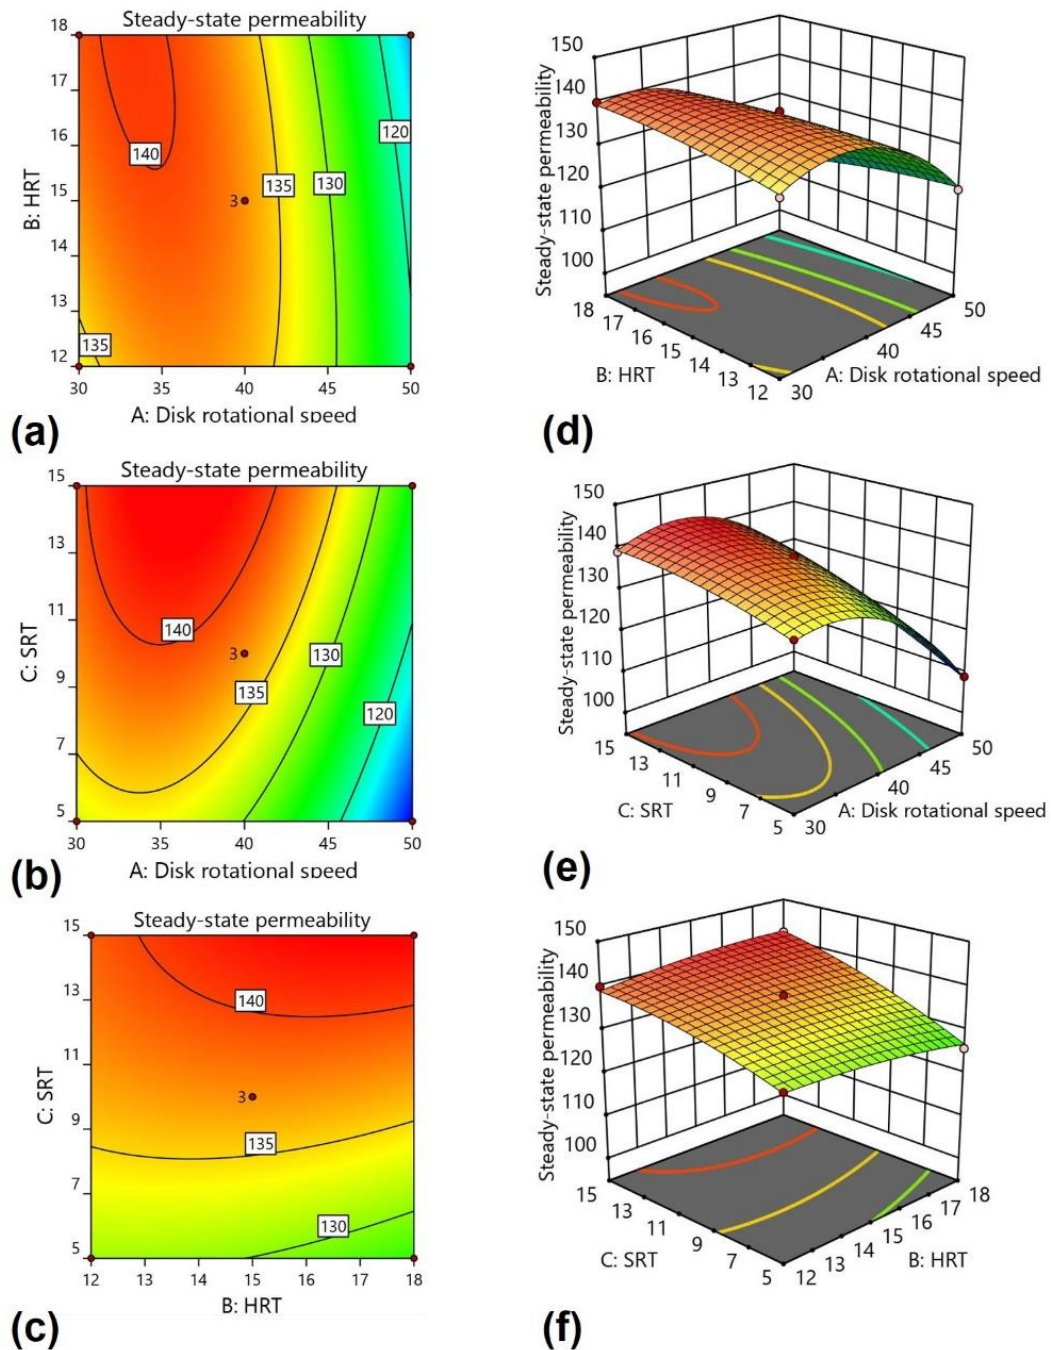 Steady-state permeability
18
17
16
15
14
13
12
B: HRT
140
135
130
120
3
135
30 35 40 45 50
A: Disk rotational speed
(a)
150
140
130
120
110
100
Steady-state permeability
18 17 16 15 14 13 12
B: HRT
30 40 45 50
A: Disk rotational speed
(d)
Steady-state permeability
15
13
11
9
7
5
C: SRT
140
3
135
130
120
30 35 40 45 50
A: Disk rotational speed
(b)
150
140
130
120
110
100
Steady-state permeability
15 13 11 9 7 5
C: SRT
30 40 45 50
A: Disk rotational speed
(e)
Steady-state permeability
15
13
11
9
7
5
C: SRT
140
3
135
130
12 13 14 15 16 17 18
B: HRT
(c)
150
140
130
120
110
100
Steady-state permeability
15 13 11 9 7 5
C: SRT
12 13 14 15 16 17 18
B: HRT
(f)